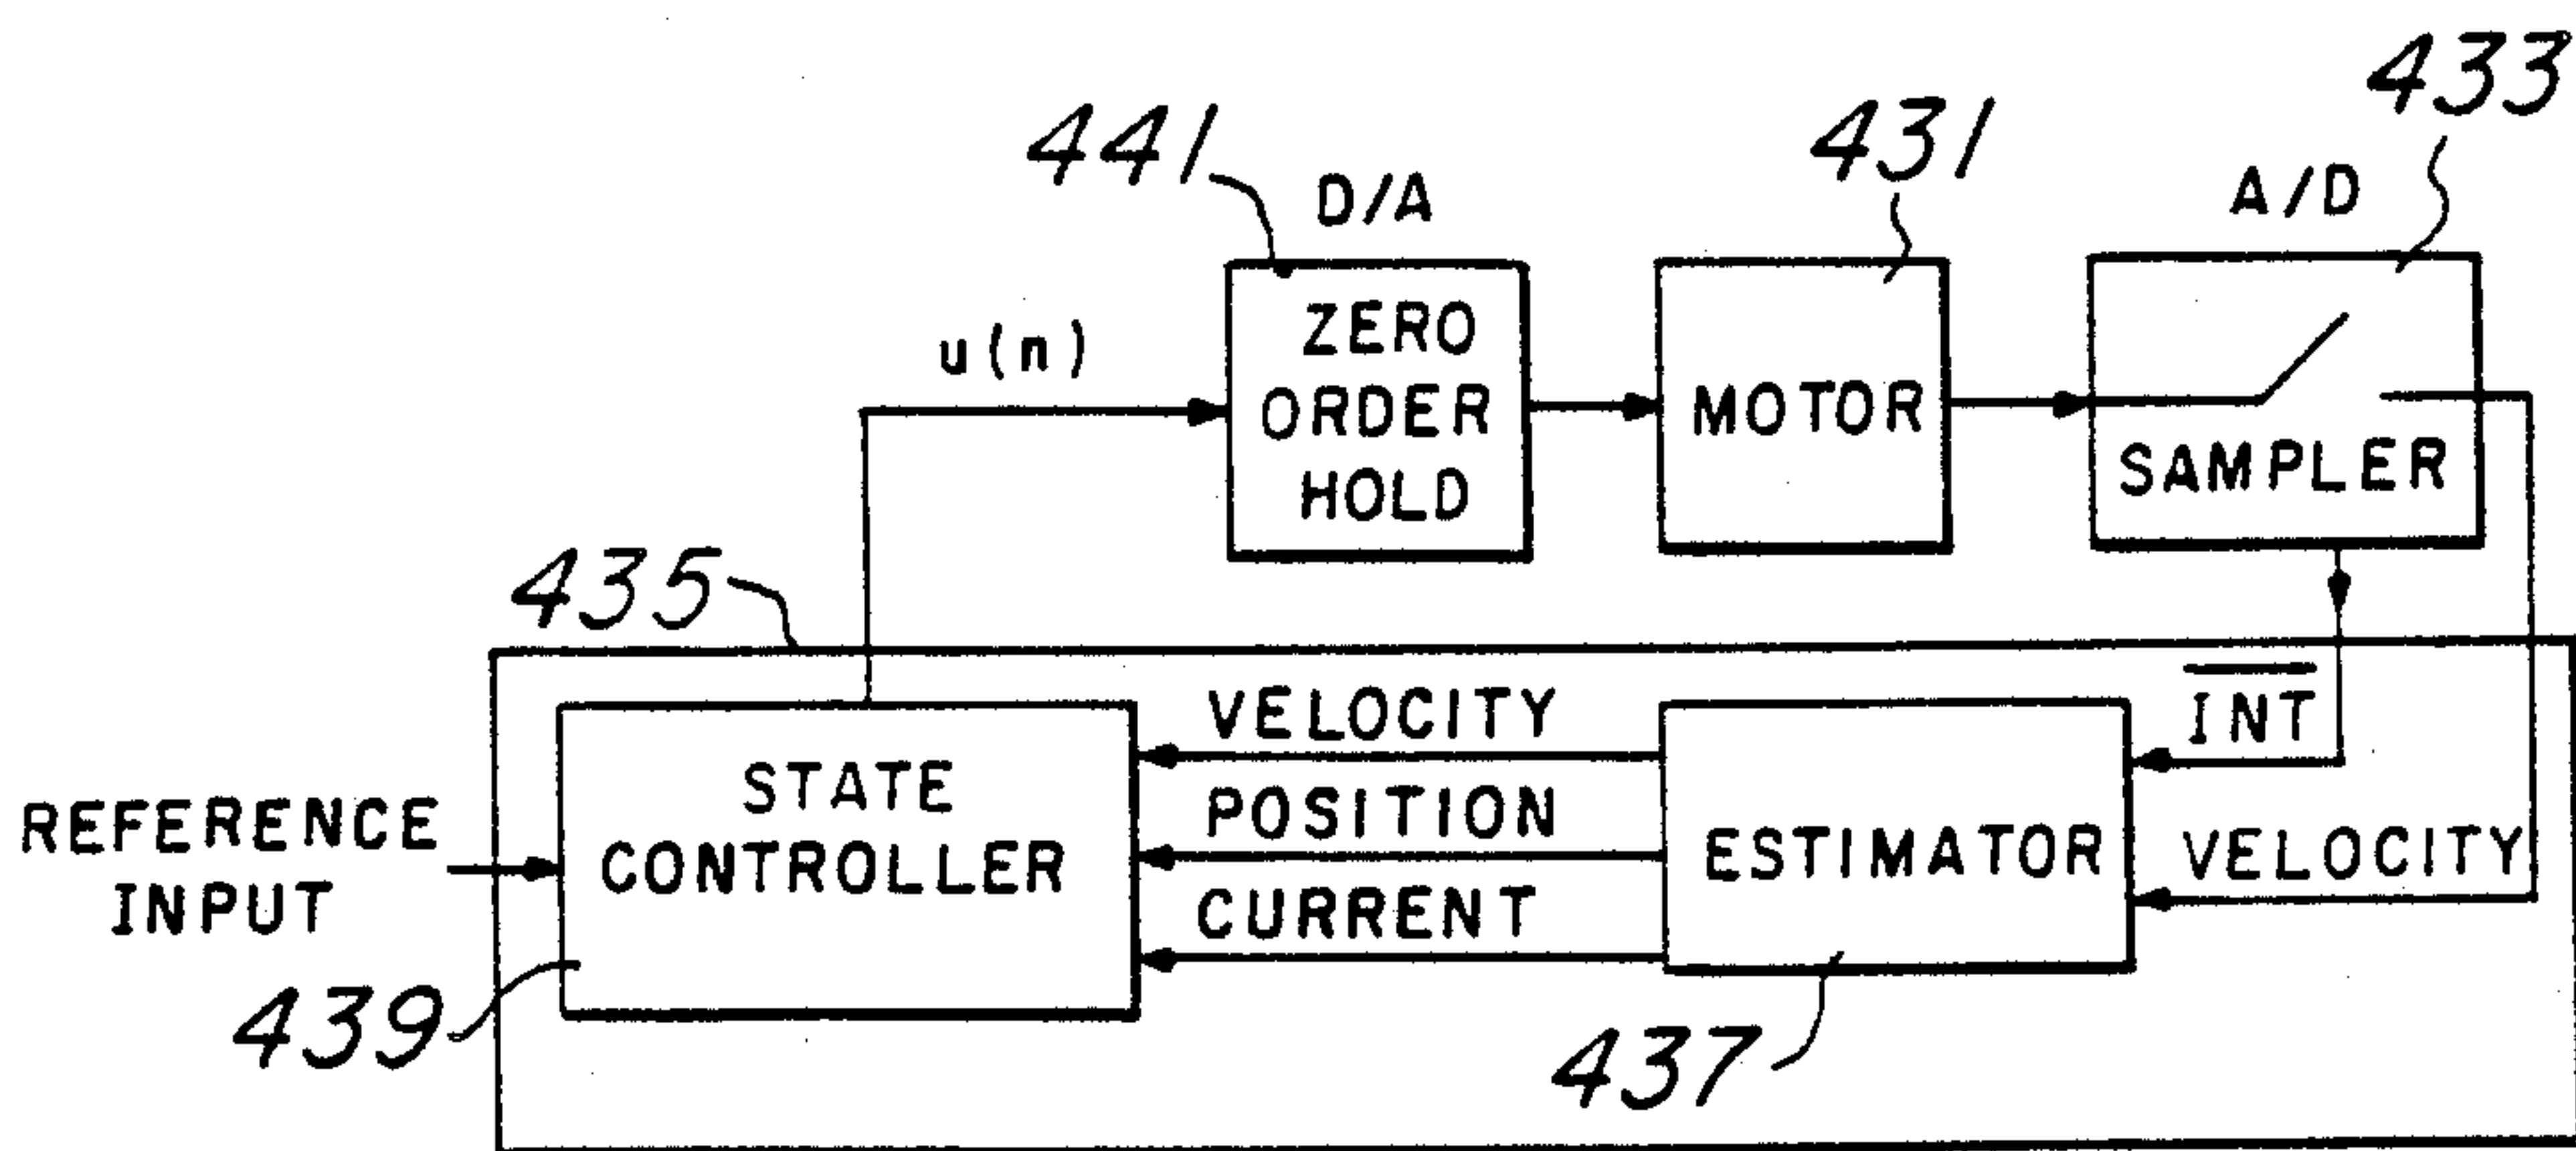 433
441
431
D/A
A/D
ZERO
ORDER
HOLD
u(n)
MOTOR
SAMPLER
435
INT
VELOCITY
STATE
CONTROLLER
POSITION
ESTIMATOR
VELOCITY
REFERENCE
INPUT
CURRENT
439
437